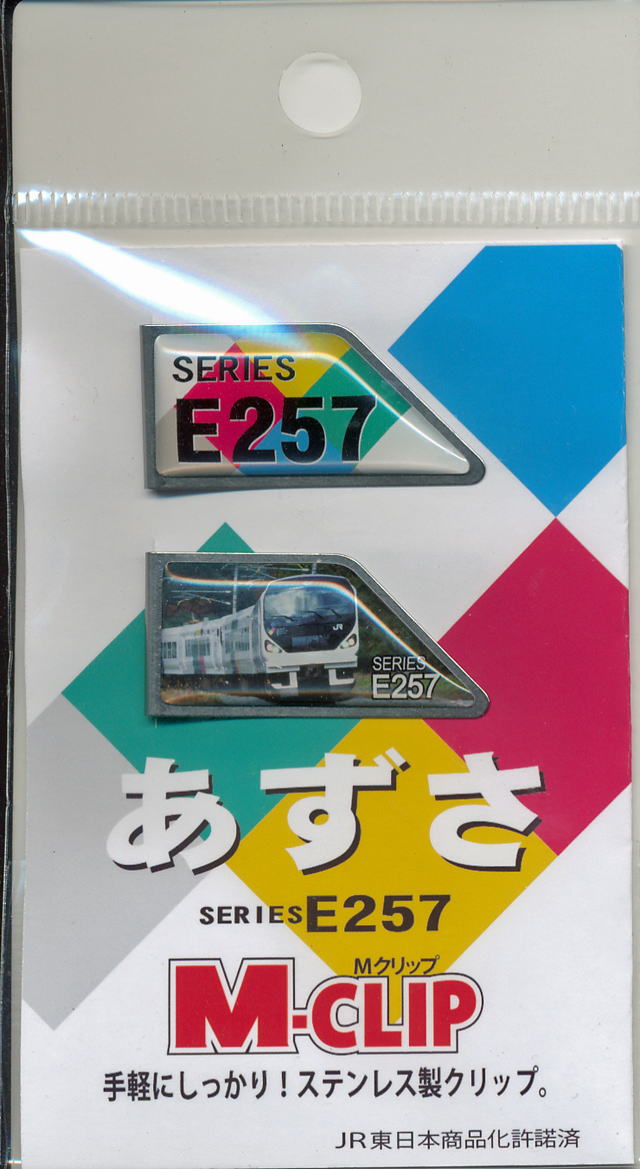 SERIES
E257
JR
SERIES
E257
あずさ
SERIES E257
Mクリップ
M-CLIP
手軽にしっかり！ステンレス製クリップ。
JR東日本商品化許諾済